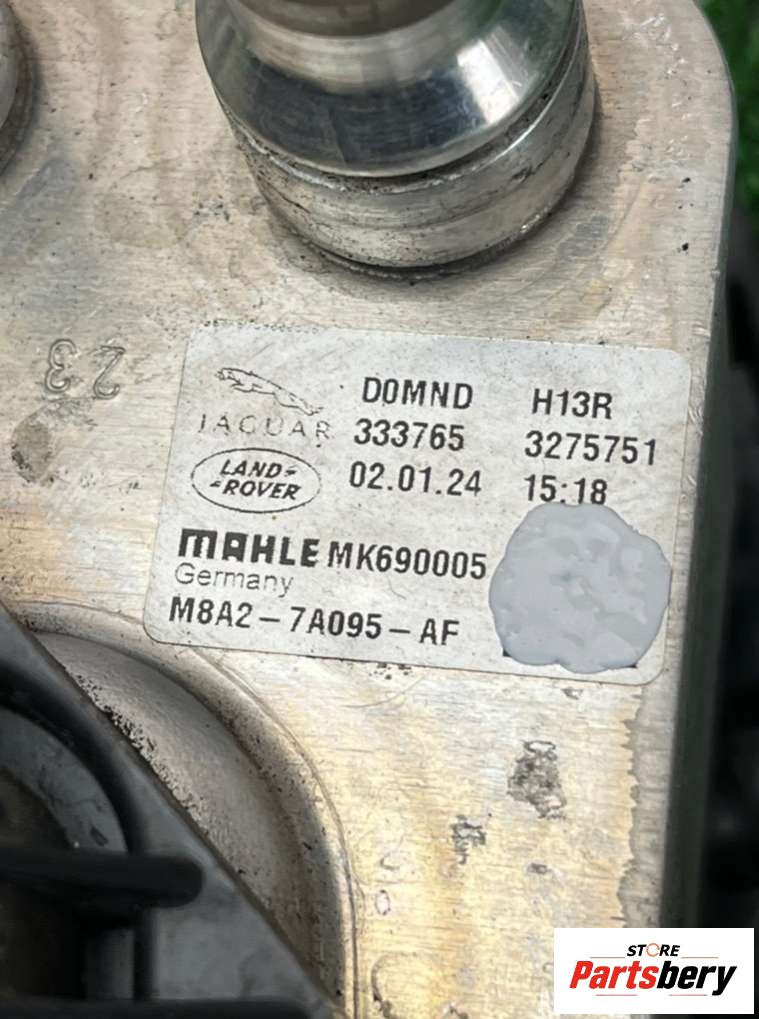 23
JAGUAR
LAND-
-ROVER
D0MND H13R
333765 3275751
02.01.24 15:18
MAHLE MK690005
Germany
M8A2-7A095-AF
STORE
Partsbery